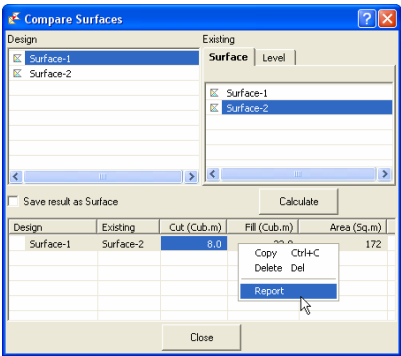 Compare Surfaces
Design
Existing
Surface-1
Surface-2
Surface Level
Surface-1
Surface-2
Save result as Surface
Calculate
Design Existing Cut (Cub.m) Fill (Cub.m) Area (Sq.m)
Surface-1 Surface-2 8.0 172
Copy Ctrl+C
Delete Del
Report
Close